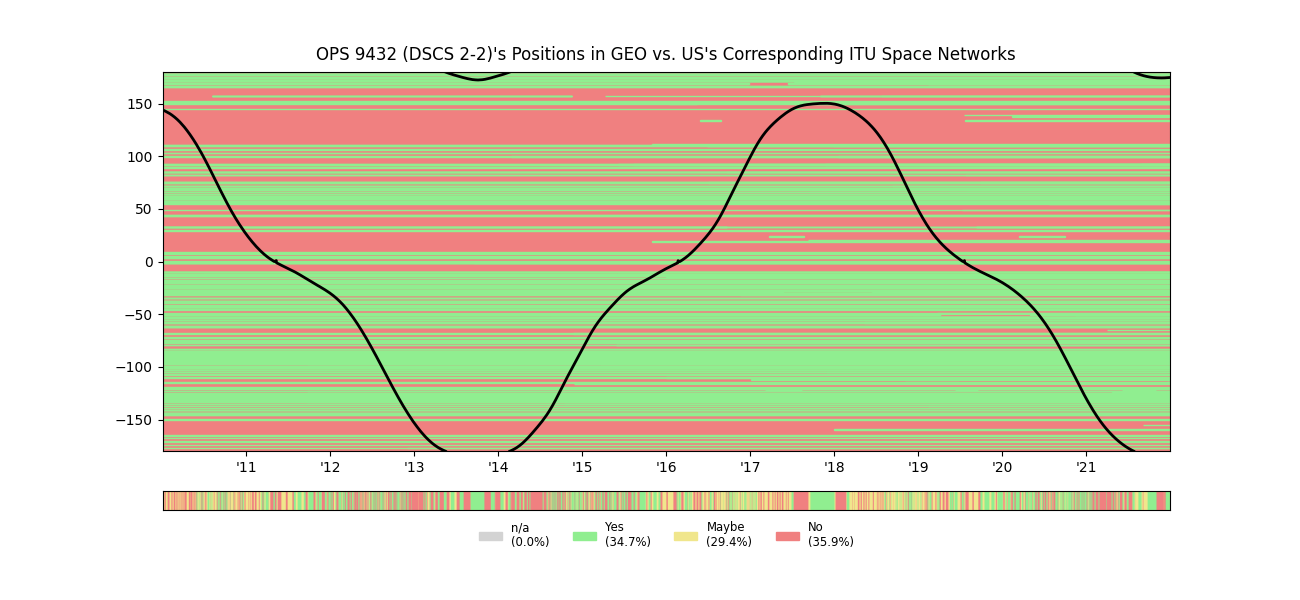 OPS 9432 (DSCS 2-2)'s Positions in GEO vs. US's Corresponding ITU Space Networks
150
100
50
0
−50
−100
−150
'11 '12 '13 '14 '15 '16 '17 '18 '19 '20 '21
n/a Yes Maybe No
(0.0%) (34.7%) (29.4%) (35.9%)